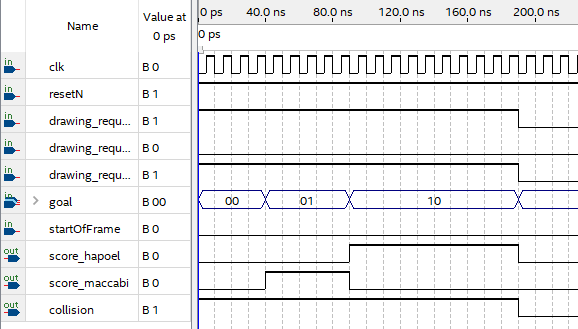 Name
Value at
0 ps
0 ps
40.0 ns
80.0 ns
120.0 ns
160.0 ns
200.0 ns
0 ps
in
clk
B 0
in
resetN
B 1
in
drawing_requ...
B 1
in
drawing_requ...
B 0
in
drawing_requ...
B 1
in
goal
B 00
00
01
10
in
startOfFrame
B 0
out
score_hapoel
B 0
out
score_maccabi
B 0
out
collision
B 1